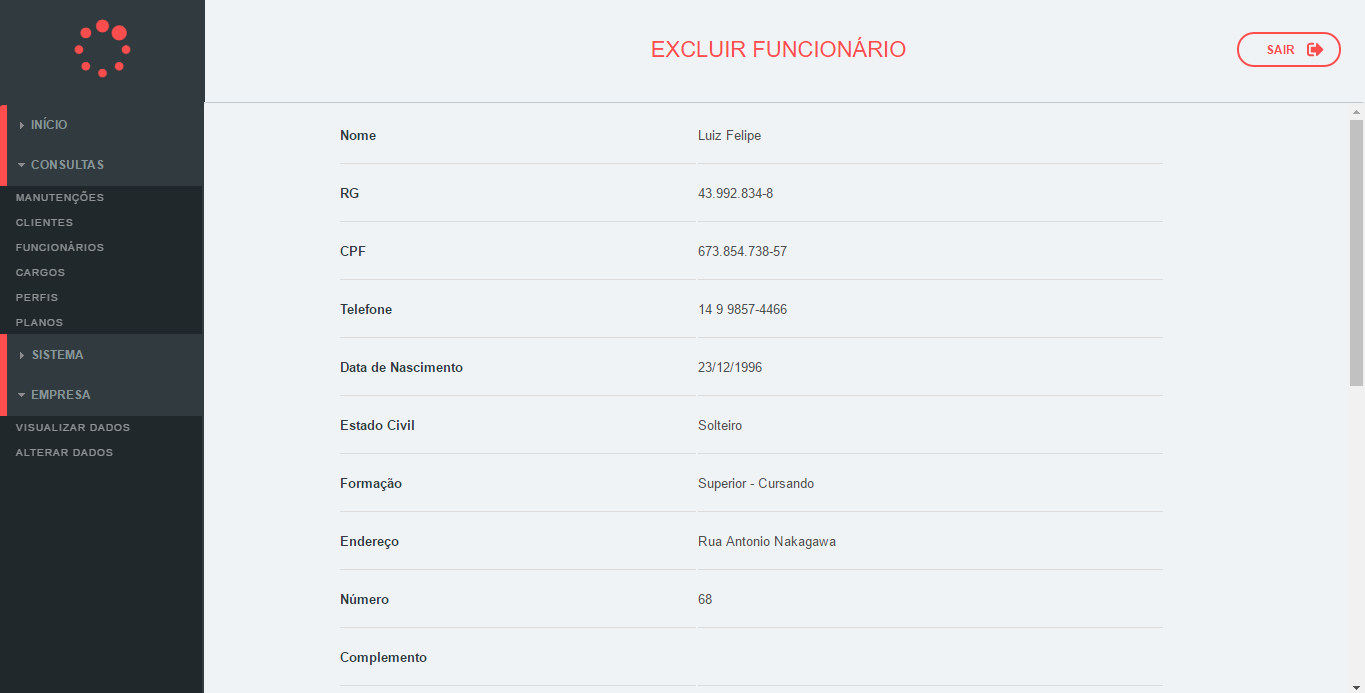 EXCLUIR FUNCIONÁRIO
SAIR
INÍCIO
CONSULTAS
MANUTENÇÕES
CLIENTES
FUNCIONÁRIOS
CARGOS
PERFIS
PLANOS
SISTEMA
EMPRESA
VISUALIZAR DADOS
ALTERAR DADOS
Nome Luiz Felipe
RG 43.992.834-8
CPF 673.854.738-57
Telefone 14 9 9857-4466
Data de Nascimento 23/12/1996
Estado Civil Solteiro
Formação Superior - Cursando
Endereço Rua Antonio Nakagawa
Número 68
Complemento